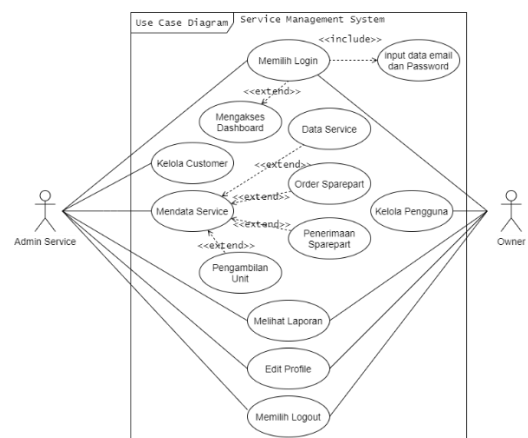 Use Case Diagram
Service Management System
<<include>>
Memilih Login
input data email
dan Password
<<extend>>
Mengakses
Dashboard
Data Service
Kelola Customer
<<extend>>
Order Sparepart
<<extend>>
Mendata Service
Kelola Pengguna
<<extend>>
Penerimaan
Sparepart
<<extend>>
Pengambilan
Unit
Admin Service
Owner
Melihat Laporan
Edit Profile
Memilih Logout